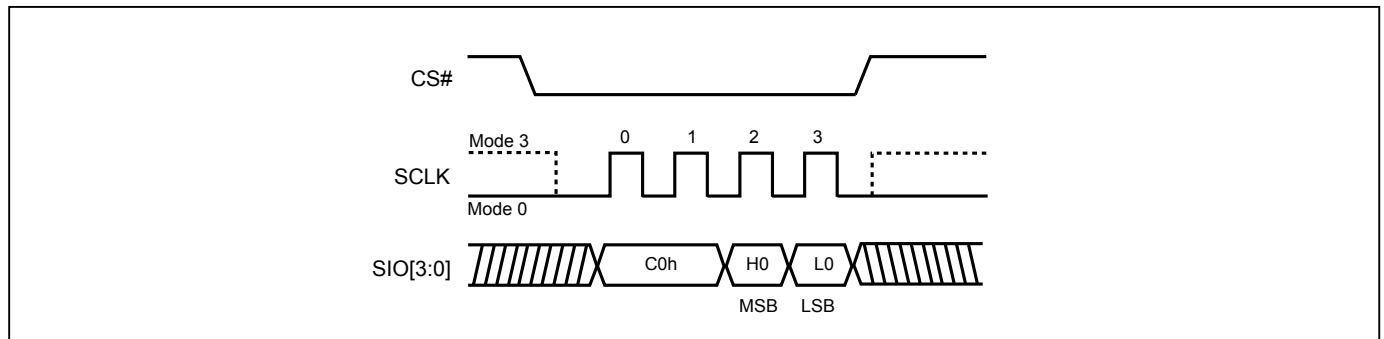 CS#
Mode 3 0 1 2 3
SCLK
Mode 0
SIO[3:0] C0h H0 L0
MSB LSB